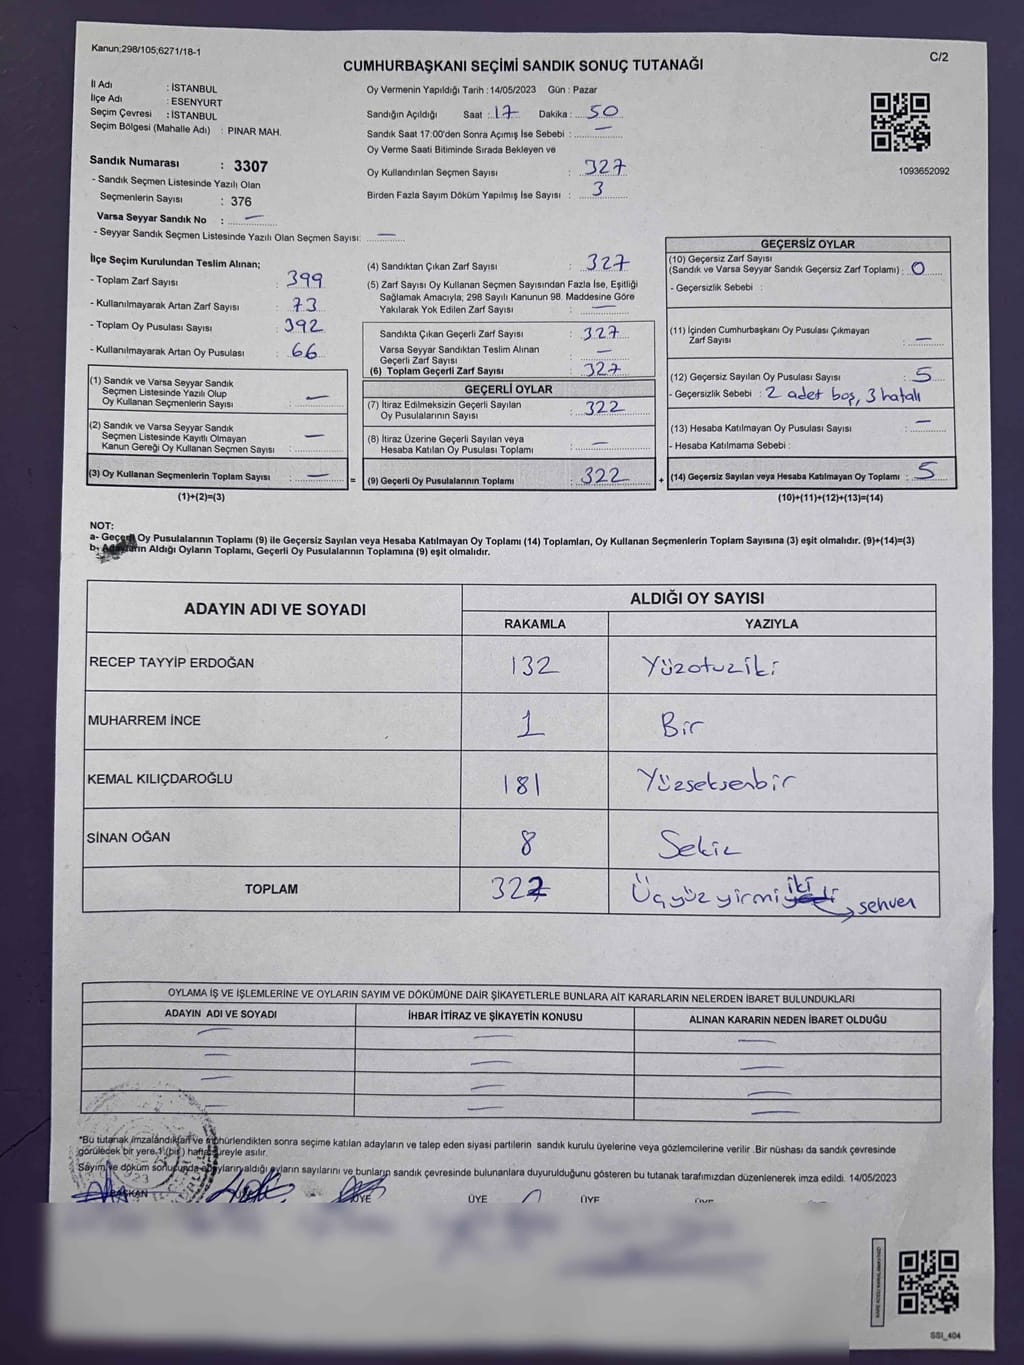 Kanun;298/105;6271/18-1
C/2
CUMHURBAŞKANI SEÇİMİ SANDIK SONUÇ TUTANAĞI
İl Adı : İSTANBUL
İlçe Adı : ESENYURT
Seçim Çevresi : İSTANBUL
Seçim Bölgesi (Mahalle Adı) : PINAR MAH.
Sandık Numarası : 3307
- Sandık Seçmen Listesinde Yazılı Olan
Seçmenlerin Sayısı : 376
Varsa Seyyar Sandık No : —
- Seyyar Sandık Seçmen Listesinde Yazılı Olan Seçmen Sayısı: —
Oy Vermenin Yapıldığı Tarih : 14/05/2023 Gün : Pazar
Sandığın Açıldığı Saat : 17 Dakika : 50
Sandık Saat 17:00'den Sonra Açımış İse Sebebi : —
Oy Verme Saati Bitiminde Sırada Bekleyen ve
Oy Kullandırılan Seçmen Sayısı : 327
Birden Fazla Sayım Döküm Yapılmış İse Sayısı : 3
1093652092
İlçe Seçim Kurulundan Teslim Alınan;
- Toplam Zarf Sayısı : 399
- Kullanılmayarak Artan Zarf Sayısı : 73
- Toplam Oy Pusulası Sayısı : 392
- Kullanılmayarak Artan Oy Pusulası : 66
(1) Sandık ve Varsa Seyyar Sandık
Seçmen Listesinde Yazılı Olup
Oy Kullanan Seçmenlerin Sayısı : —
(2) Sandık ve Varsa Seyyar Sandık
Seçmen Listesinde Kayıtlı Olmayan
Kanun Gereği Oy Kullanan Seçmen Sayısı : —
(3) Oy Kullanan Seçmenlerin Toplam Sayısı : —
(1)+(2)=(3)
(4) Sandıktan Çıkan Zarf Sayısı : 327
(5) Zarf Sayısı Oy Kullanan Seçmen Sayısından Fazla İse, Eşitliği
Sağlamak Amacıyla; 298 Sayılı Kanunun 98. Maddesine Göre
Yakılarak Yok Edilen Zarf Sayısı : —
Sandıkta Çıkan Geçerli Zarf Sayısı : 327
Varsa Seyyar Sandıktan Teslim Alınan
Geçerli Zarf Sayısı : —
(6) Toplam Geçerli Zarf Sayısı : 327
GEÇERLİ OYLAR
(7) İtiraz Edilmeksizin Geçerli Sayılan
Oy Pusulalarının Sayısı : 322
(8) İtiraz Üzerine Geçerli Sayılan veya
Hesaba Katılan Oy Pusulası Toplamı : —
= (9) Geçerli Oy Pusulalarının Toplamı : 322 +
GEÇERSİZ OYLAR
(10) Geçersiz Zarf Sayısı
(Sandık ve Varsa Seyyar Sandık Geçersiz Zarf Toplamı) : 0
- Geçersizlik Sebebi :
(11) İçinden Cumhurbaşkanı Oy Pusulası Çıkmayan
Zarf Sayısı : —
(12) Geçersiz Sayılan Oy Pusulası Sayısı : 5
- Geçersizlik Sebebi : 2 adet boş, 3 hatalı
(13) Hesaba Katılmayan Oy Pusulası Sayısı : —
- Hesaba Katılmama Sebebi :
(14) Geçersiz Sayılan veya Hesaba Katılmayan Oy Toplamı : 5
(10)+(11)+(12)+(13)=(14)
NOT:
a- Geçerli Oy Pusulalarının Toplamı (9) ile Geçersiz Sayılan veya Hesaba Katılmayan Oy Toplamı (14) Toplamları, Oy Kullanan Seçmenlerin Toplam Sayısına (3) eşit olmalıdır. (9)+(14)=(3)
b- Adayların Aldığı Oyların Toplamı, Geçerli Oy Pusulalarının Toplamına (9) eşit olmalıdır.
ADAYIN ADI VE SOYADI
ALDIĞI OY SAYISI
RAKAMLA YAZIYLA
RECEP TAYYİP ERDOĞAN 132 Yüzotuziki
MUHARREM İNCE 1 Bir
KEMAL KILIÇDAROĞLU 181 Yüzseksenbir
SİNAN OĞAN 8 Sekiz
TOPLAM 322 Üçyüzyirmi yedi iki sehven
OYLAMA İŞ VE İŞLEMLERİNE VE OYLARIN SAYIM VE DÖKÜMÜNE DAİR ŞİKAYETLERLE BUNLARA AİT KARARLARIN NELERDEN İBARET BULUNDUKLARI
ADAYIN ADI VE SOYADI İHBAR İTİRAZ VE ŞİKAYETİN KONUSU ALINAN KARARIN NEDEN İBARET OLDUĞU
— — —
— — —
— — —
— — —
*Bu tutanak imzalandıktan ve mühürlendikten sonra seçime katılan adayların ve talep eden siyasi partilerin sandık kurulu üyelerine veya gözlemcilerine verilir .Bir nüshası da sandık çevresinde
görülecek bir yere 1 (bir) hafta süreyle asılır.
Sayım ve döküm sonucunda adayların aldığı oyların sayılarını ve bunların sandık çevresinde bulunanlara duyurulduğunu gösteren bu tutanak tarafımızdan düzenlenerek imza edildi. 14/05/2023
BAŞKAN ÜYE ÜYE ÜYE ÜYE
SSI_404